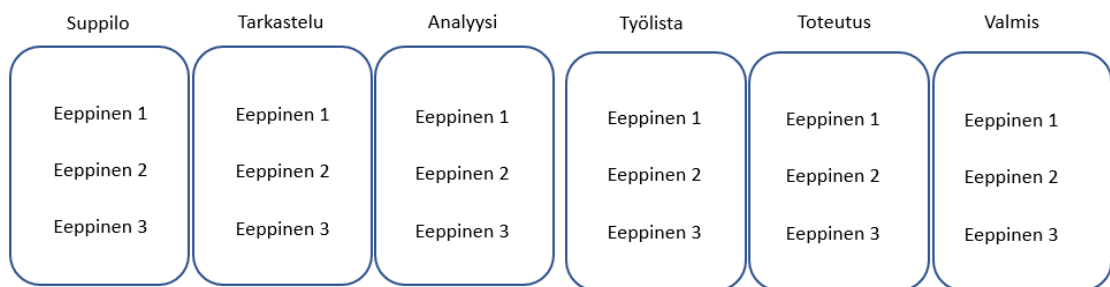 Suppilo Tarkastelu Analyysi Työlista Toteutus Valmis
Eeppinen 1 Eeppinen 1 Eeppinen 1 Eeppinen 1 Eeppinen 1 Eeppinen 1
Eeppinen 2 Eeppinen 2 Eeppinen 2 Eeppinen 2 Eeppinen 2 Eeppinen 2
Eeppinen 3 Eeppinen 3 Eeppinen 3 Eeppinen 3 Eeppinen 3 Eeppinen 3